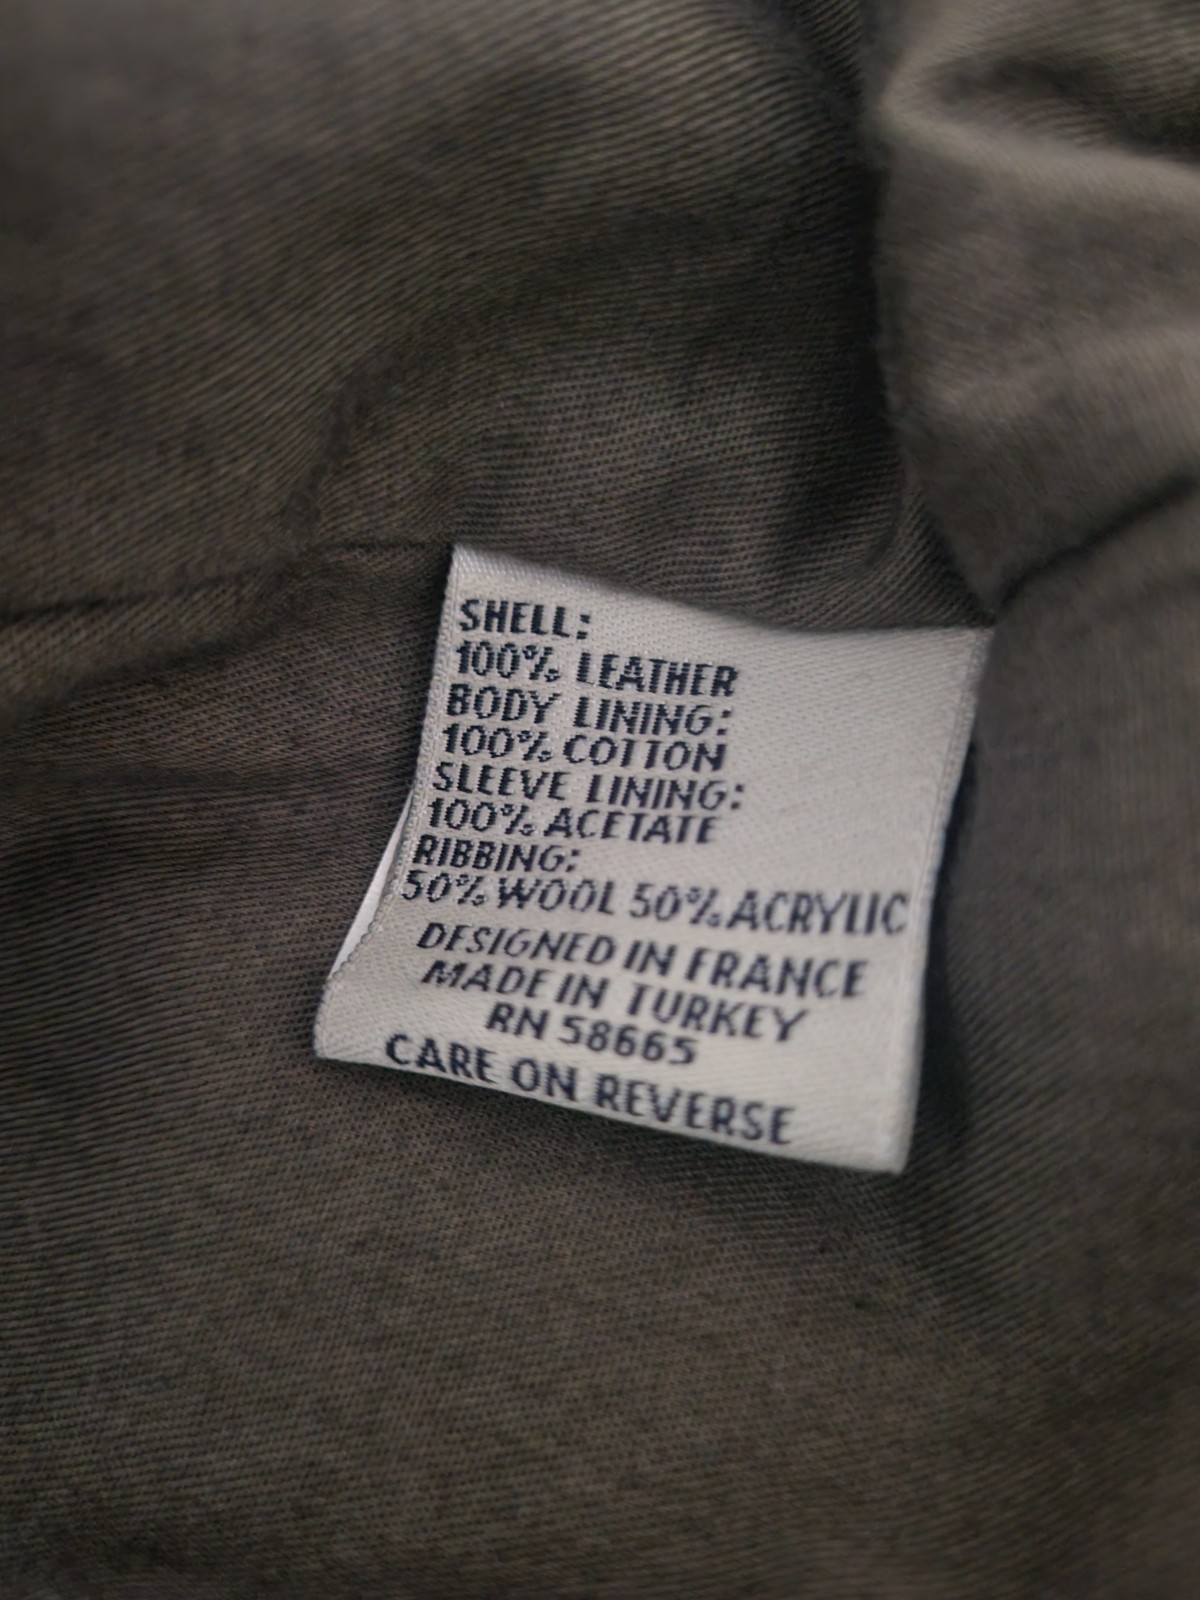 SHELL:
100% LEATHER
BODY LINING:
100% COTTON
SLEEVE LINING:
100% ACETATE
RIBBING:
50% WOOL 50% ACRYLIC
DESIGNED IN FRANCE
MADE IN TURKEY
RN 58665
CARE ON REVERSE